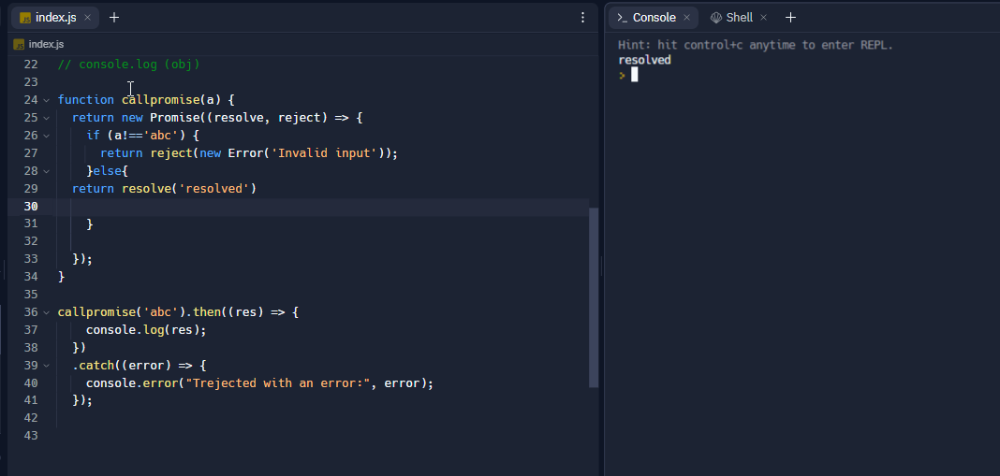 index.js × +
index.js
22 // console.log (obj)
23
24 function callpromise(a) {
25 return new Promise((resolve, reject) => {
26 if (a!=='abc') {
27 return reject(new Error('Invalid input'));
28 }else{
29 return resolve('resolved')
30
31 }
32
33 });
34 }
35
36 callpromise('abc').then((res) => {
37 console.log(res);
38 })
39 .catch((error) => {
40 console.error("Trejected with an error:", error);
41 });
42
43
>_ Console × Shell × +
Hint: hit control+c anytime to enter REPL.
resolved
>